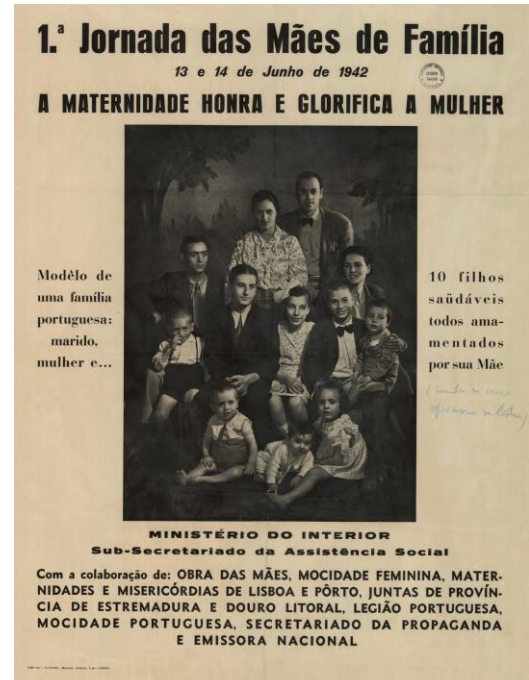 1.ª Jornada das Mães de Família
13 e 14 de Junho de 1942
A MATERNIDADE HONRA E GLORIFICA A MULHER
Modêlo de
uma família
portuguesa:
marido,
mulher e...
10 filhos
saüdáveis
todos ama-
mentados
por sua Mãe
MINISTÉRIO DO INTERIOR
Sub-Secretariado da Assistência Social
Com a colaboração de: OBRA DAS MÃES, MOCIDADE FEMININA, MATER-
NIDADES E MISERICÓRDIAS DE LISBOA E PÔRTO, JUNTAS DE PROVÍN-
CIA DE ESTREMADURA E DOURO LITORAL, LEGIÃO PORTUGUESA,
MOCIDADE PORTUGUESA, SECRETARIADO DA PROPAGANDA
E EMISSORA NACIONAL